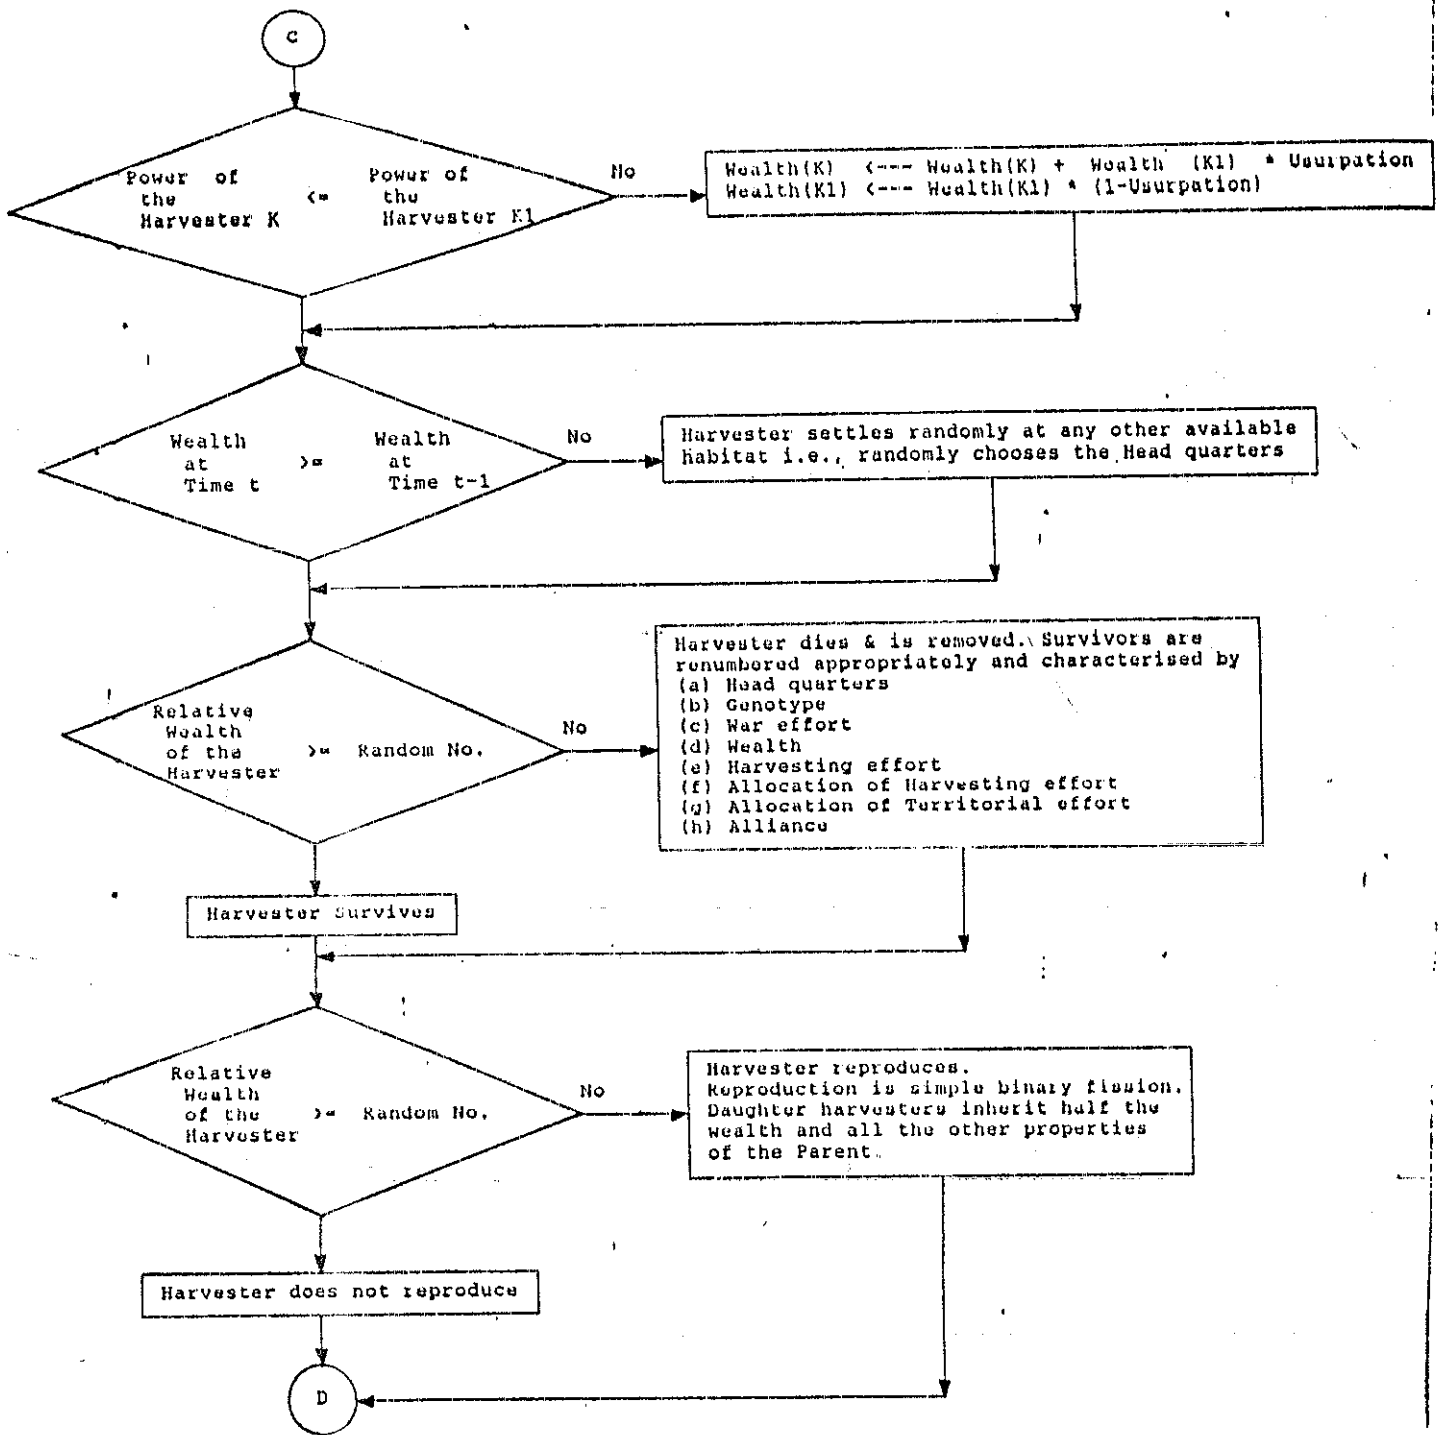 C
Power of the Harvester K <= Power of the Harvester K1
No
Wealth(K) <--- Wealth(K) + Wealth (K1) * Usurpation
Wealth(K1) <--- Wealth(K1) * (1-Usurpation)
Wealth at Time t >= Wealth at Time t-1
No
Harvester settles randomly at any other available
habitat i.e., randomly chooses the Head quarters
Relative Wealth of the Harvester >= Random No.
No
Harvester dies & is removed. Survivors are
renumbered appropriately and characterised by
(a) Head quarters
(b) Genotype
(c) War effort
(d) Wealth
(e) Harvesting effort
(f) Allocation of Harvesting effort
(g) Allocation of Territorial effort
(h) Alliance
Harvester Survives
Relative Wealth of the Harvester >= Random No.
No
Harvester reproduces.
Reproduction is simple binary fission.
Daughter harvesters inherit half the
wealth and all the other properties
of the Parent.
Harvester does not reproduce
D